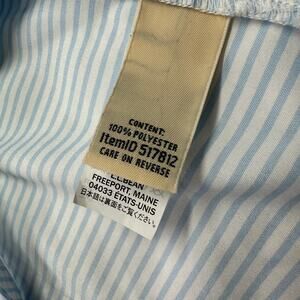 CONTENT:
100% POLYESTER
ItemID 517812
CARE ON REVERSE
L.L.BEAN
FREEPORT, MAINE
04033 ÉTATS-UNIS
日本語は裏面をご覧ください